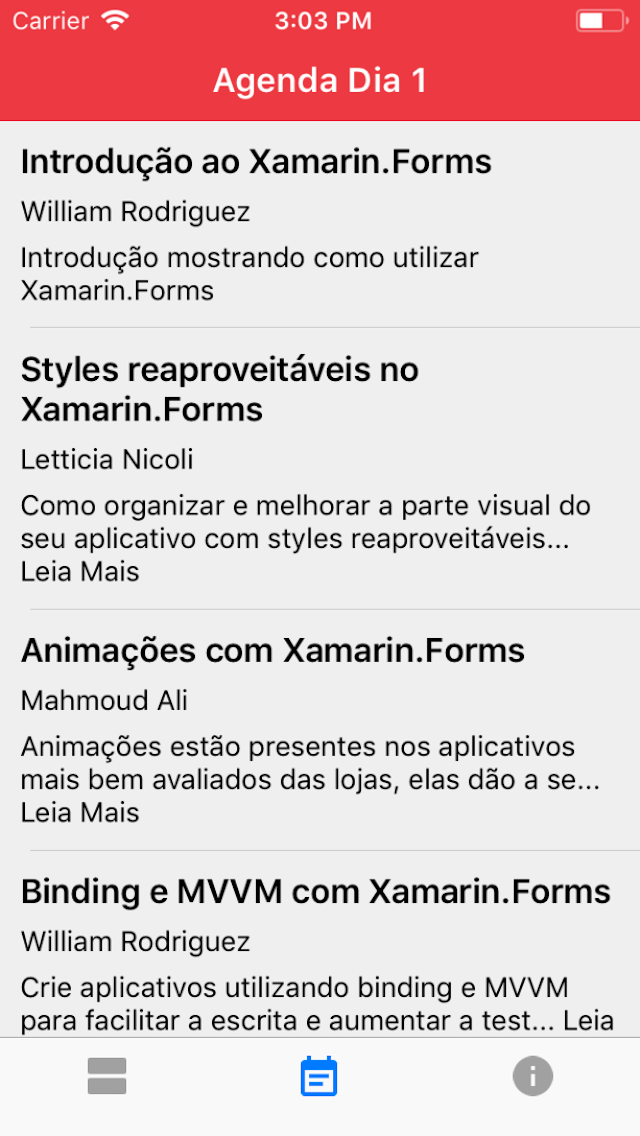 Carrier 3:03 PM
Agenda Dia 1
Introdução ao Xamarin.Forms
William Rodriguez
Introdução mostrando como utilizar
Xamarin.Forms
Styles reaproveitáveis no
Xamarin.Forms
Letticia Nicoli
Como organizar e melhorar a parte visual do
seu aplicativo com styles reaproveitáveis...
Leia Mais
Animações com Xamarin.Forms
Mahmoud Ali
Animações estão presentes nos aplicativos
mais bem avaliados das lojas, elas dão a se...
Leia Mais
Binding e MVVM com Xamarin.Forms
William Rodriguez
Crie aplicativos utilizando binding e MVVM
para facilitar a escrita e aumentar a test... Leia